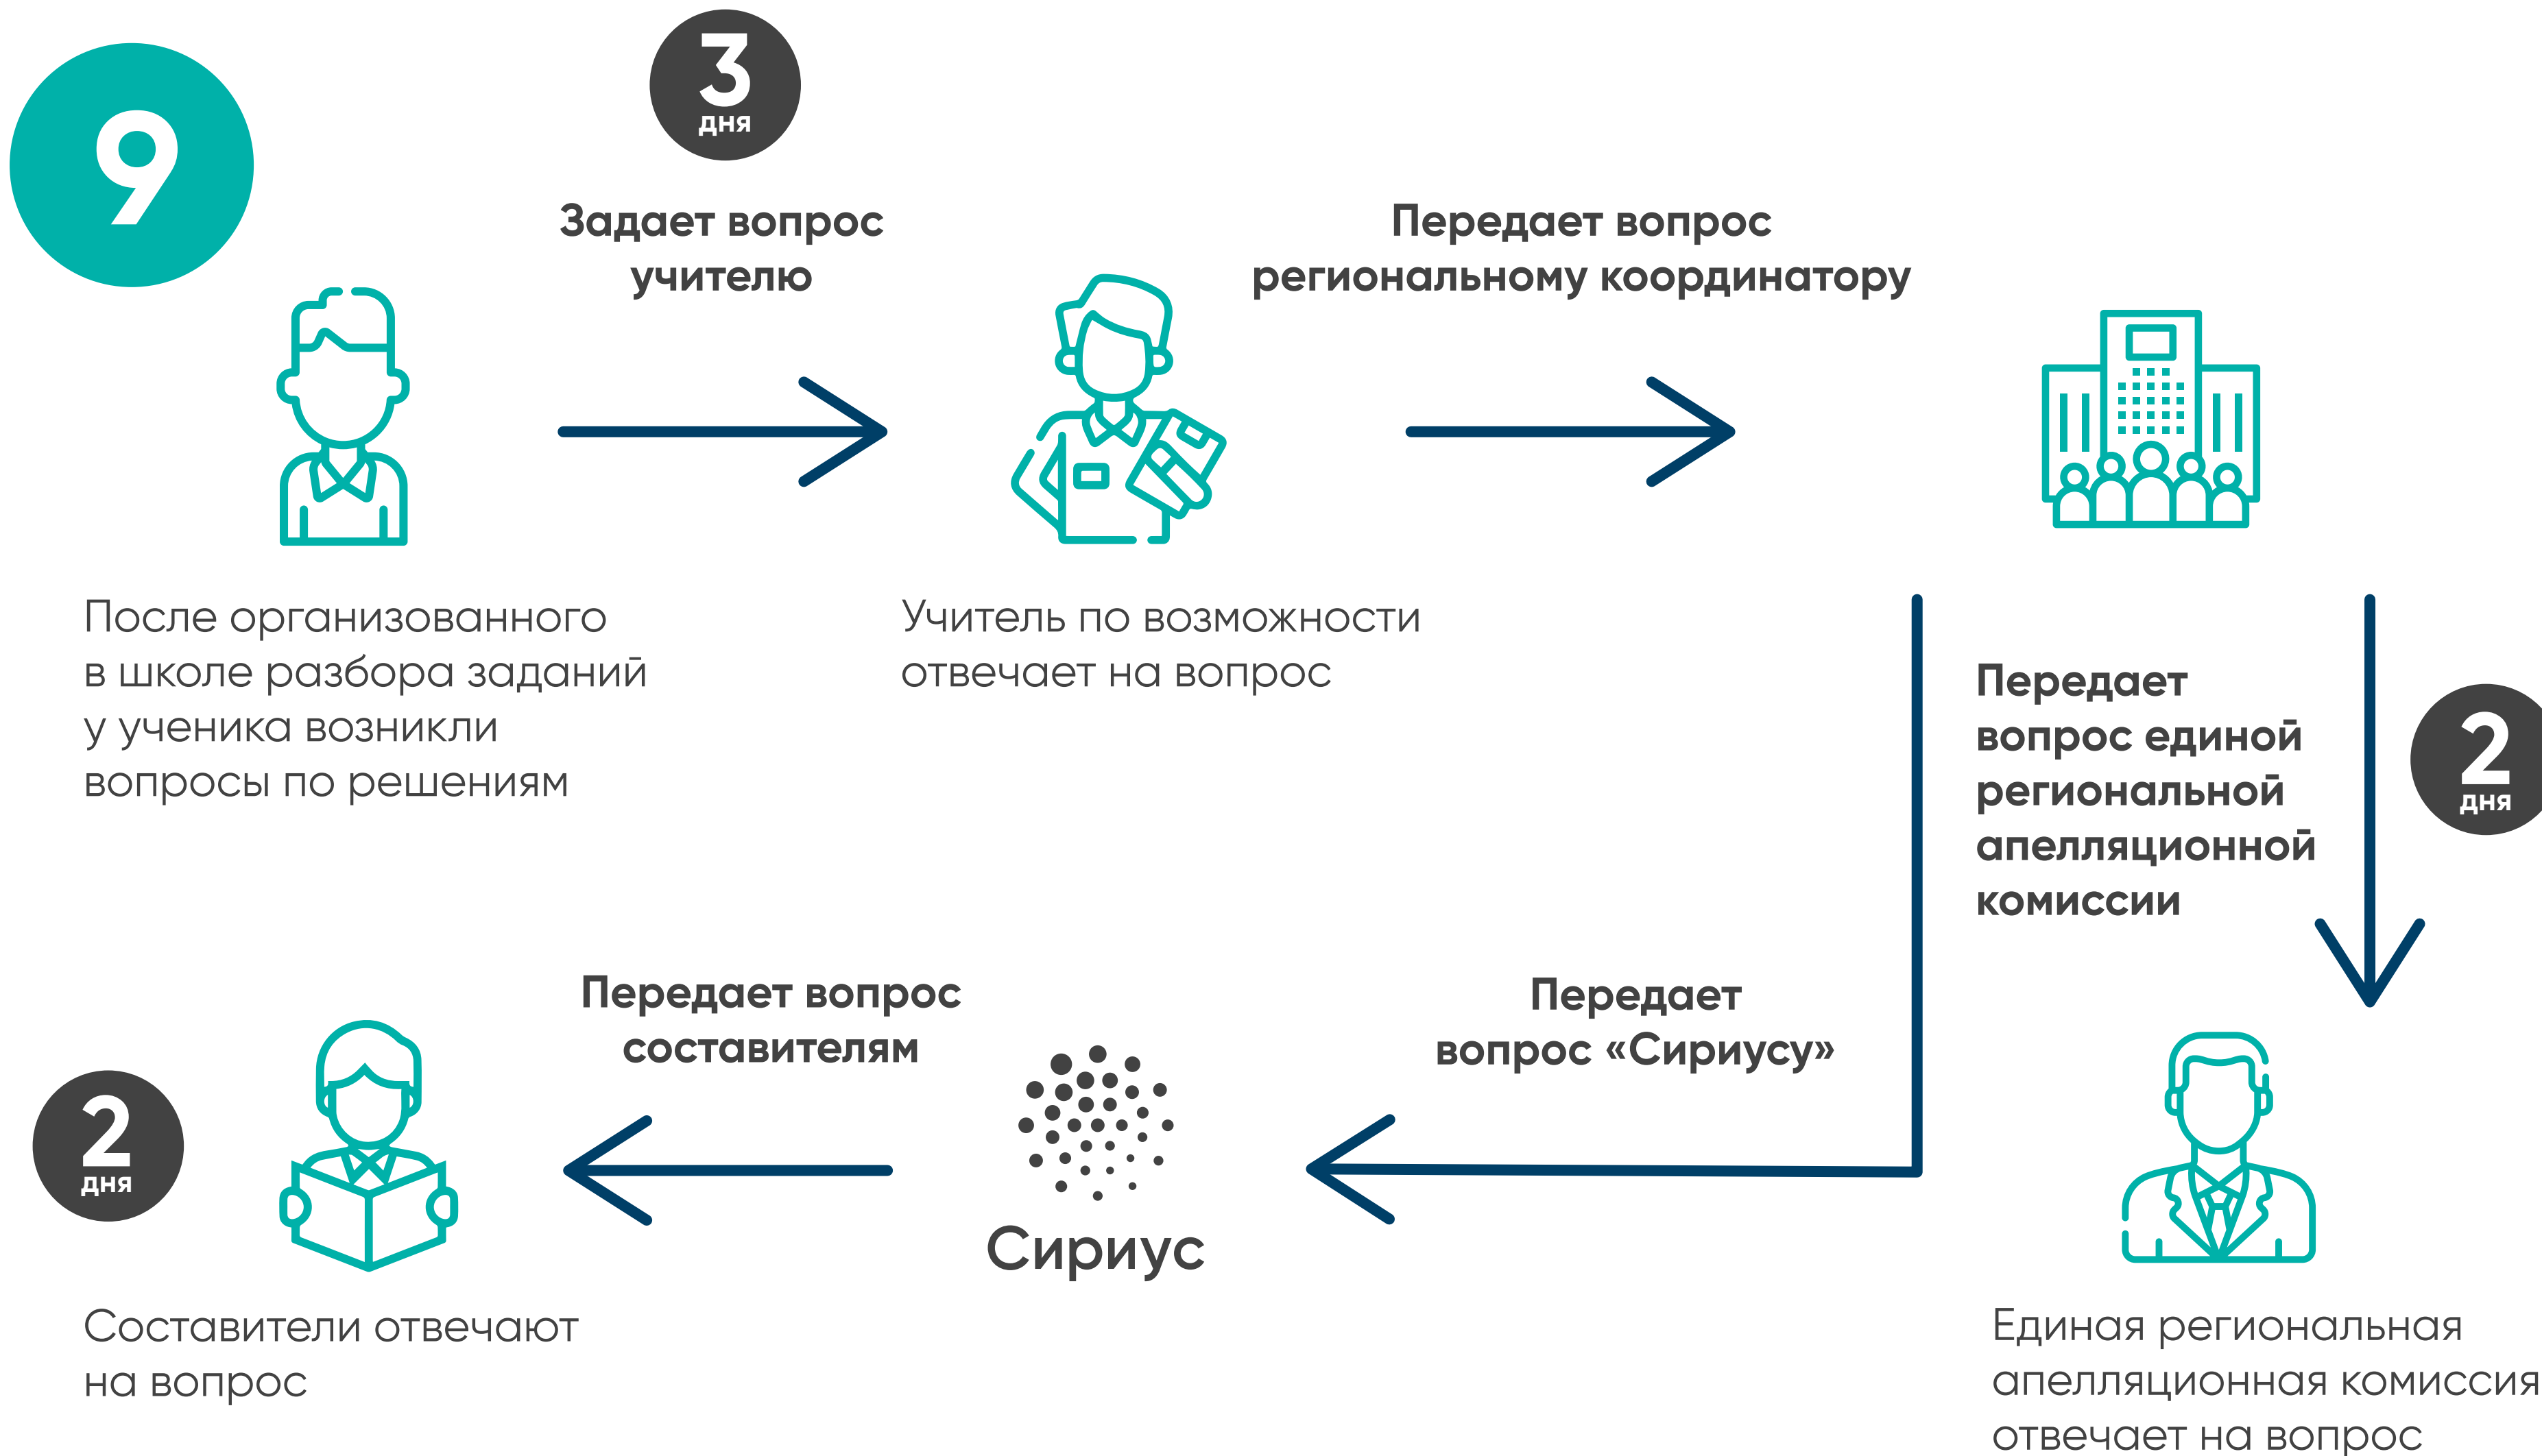 9
3
дня
Задает вопрос
учителю
Передает вопрос
региональному координатору
После организованного
в школе разбора заданий
у ученика возникли
вопросы по решениям
Учитель по возможности
отвечает на вопрос
Передает
вопрос единой
региональной
апелляционной
комиссии
2
дня
Передает
вопрос «Сириусу»
Передает вопрос
составителям
2
дня
Сириус
Составители отвечают
на вопрос
Единая региональная
апелляционная комиссия
отвечает на вопрос